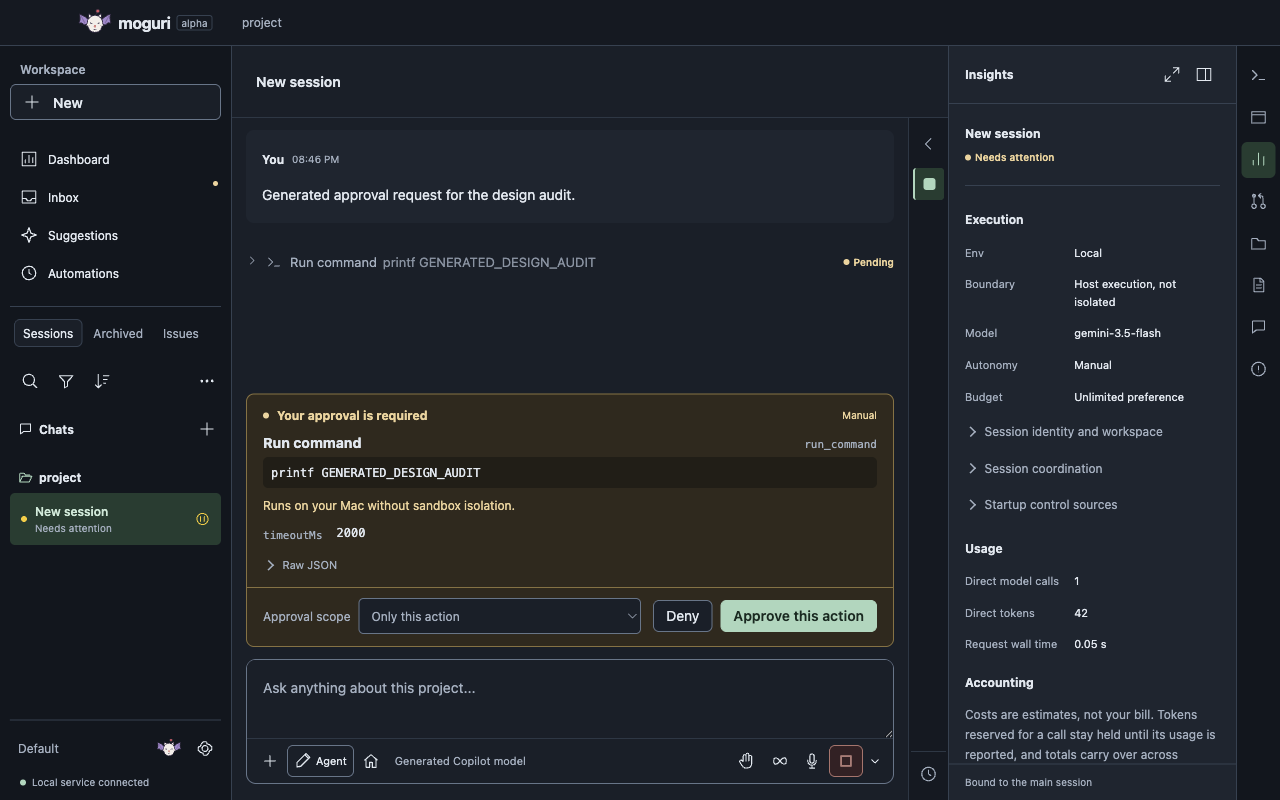 moguri alpha project
Workspace
New
Dashboard
Inbox
Suggestions
Automations
Sessions Archived Issues
Chats
project
New session
Needs attention
Default
Local service connected
New session
You 08:46 PM
Generated approval request for the design audit.
Run command printf GENERATED_DESIGN_AUDIT Pending
Your approval is required Manual
Run command run_command
printf GENERATED_DESIGN_AUDIT
Runs on your Mac without sandbox isolation.
timeoutMs 2000
Raw JSON
Approval scope Only this action Deny Approve this action
Ask anything about this project...
Agent Generated Copilot model
Insights
New session
Needs attention
Execution
Env Local
Boundary Host execution, not
isolated
Model gemini-3.5-flash
Autonomy Manual
Budget Unlimited preference
Session identity and workspace
Session coordination
Startup control sources
Usage
Direct model calls 1
Direct tokens 42
Request wall time 0.05 s
Accounting
Costs are estimates, not your bill. Tokens
reserved for a call stay held until its usage is
reported, and totals carry over across
Bound to the main session